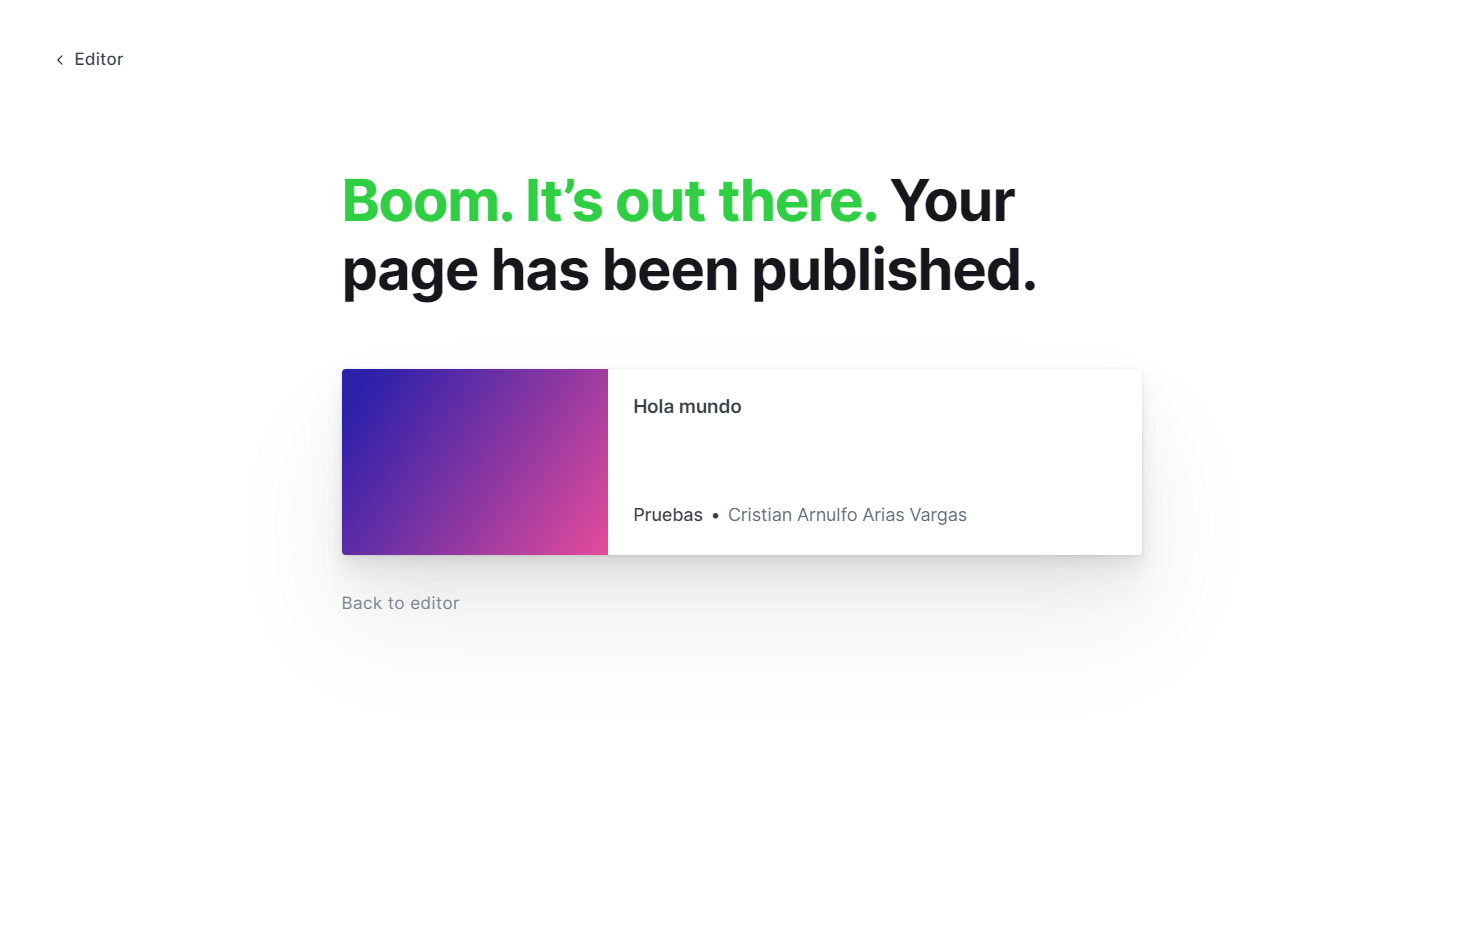 Editor
Boom. It’s out there. Your
page has been published.
Hola mundo
Pruebas • Cristian Arnulfo Arias Vargas
Back to editor